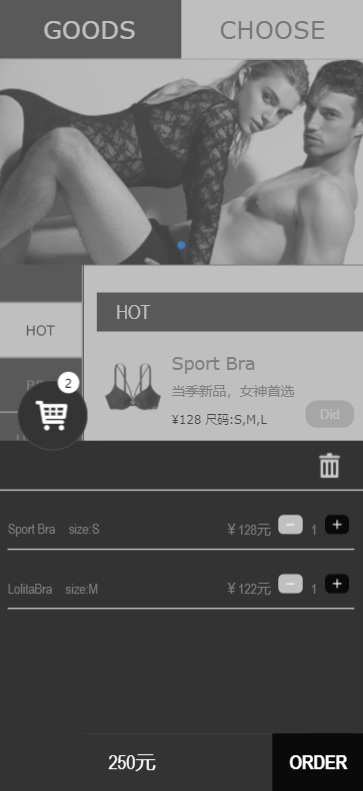 GOODS
CHOOSE
HOT
HOT
Sport Bra
当季新品，女神首选
¥128 尺码:S,M,L
Did
2
Sport Bra size:S ¥128元 1
LolitaBra size:M ¥122元 1
250元
ORDER